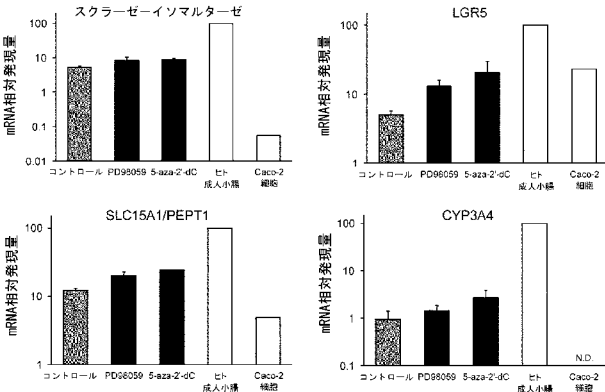 スクラーゼーイソマルターゼ
mRNA相対発現量
100
10
1
0.1
0.01
コントロール PD98059 5-aza-2'-dC ヒト 成人小腸 Caco-2 細胞
LGR5
mRNA相対発現量
100
10
1
コントロール PD98059 5-aza-2'-dC ヒト 成人小腸 Caco-2 細胞
SLC15A1/PEPT1
mRNA相対発現量
100
10
1
コントロール PD98059 5-aza-2'-dC ヒト 成人小腸 Caco-2 細胞
CYP3A4
mRNA相対発現量
100
10
1
0.1
N.D.
コントロール PD98059 5-aza-2'-dC ヒト 成人小腸 Caco-2 細胞